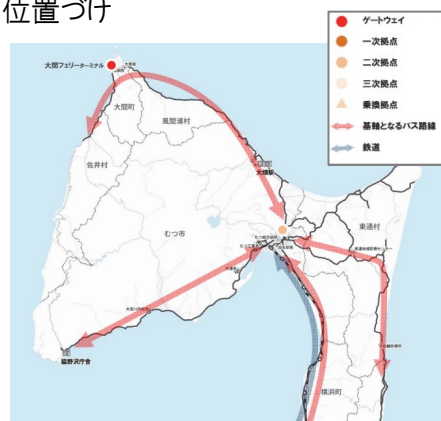 位置づけ
ゲートウェイ
一次拠点
二次拠点
三次拠点
乗換拠点
基軸となるバス路線
鉄道
大間フェリーターミナル
大間町
風間浦村
佐井村
大畑駅
むつ市
東通村
脇野沢庁舎
横浜町